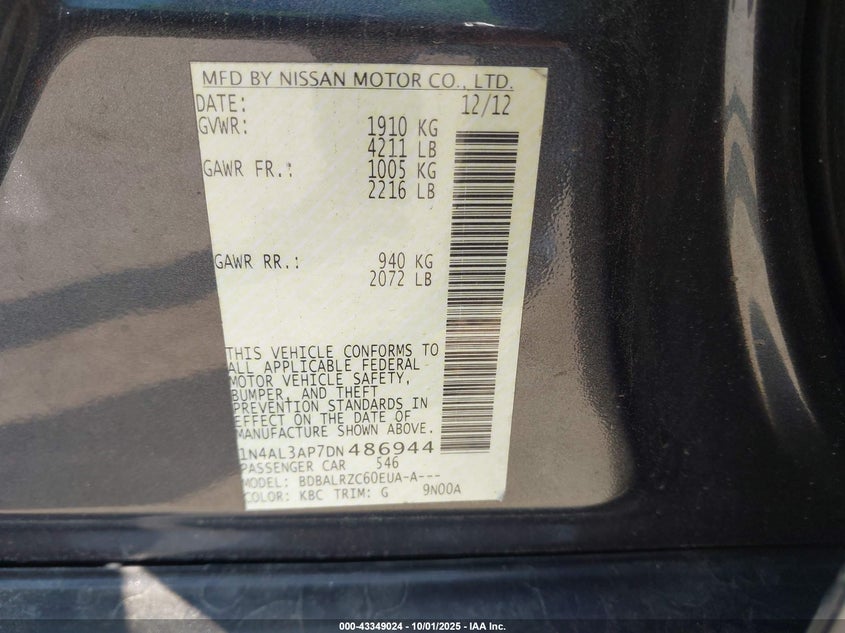 MFD BY NISSAN MOTOR CO., LTD.
DATE: 12/12
GVWR: 1910 KG
4211 LB
GAWR FR.: 1005 KG
2216 LB
GAWR RR.: 940 KG
2072 LB
THIS VEHICLE CONFORMS TO
ALL APPLICABLE FEDERAL
MOTOR VEHICLE SAFETY,
BUMPER, AND THEFT
PREVENTION STANDARDS IN
EFFECT ON THE DATE OF
MANUFACTURE SHOWN ABOVE.
1N4AL3AP7DN486944
PASSENGER CAR 546
MODEL: BDBALRZC60EUA-A---
COLOR: KBC TRIM: G 9N00A
000-43349024 - 10/01/2025 - IAA Inc.